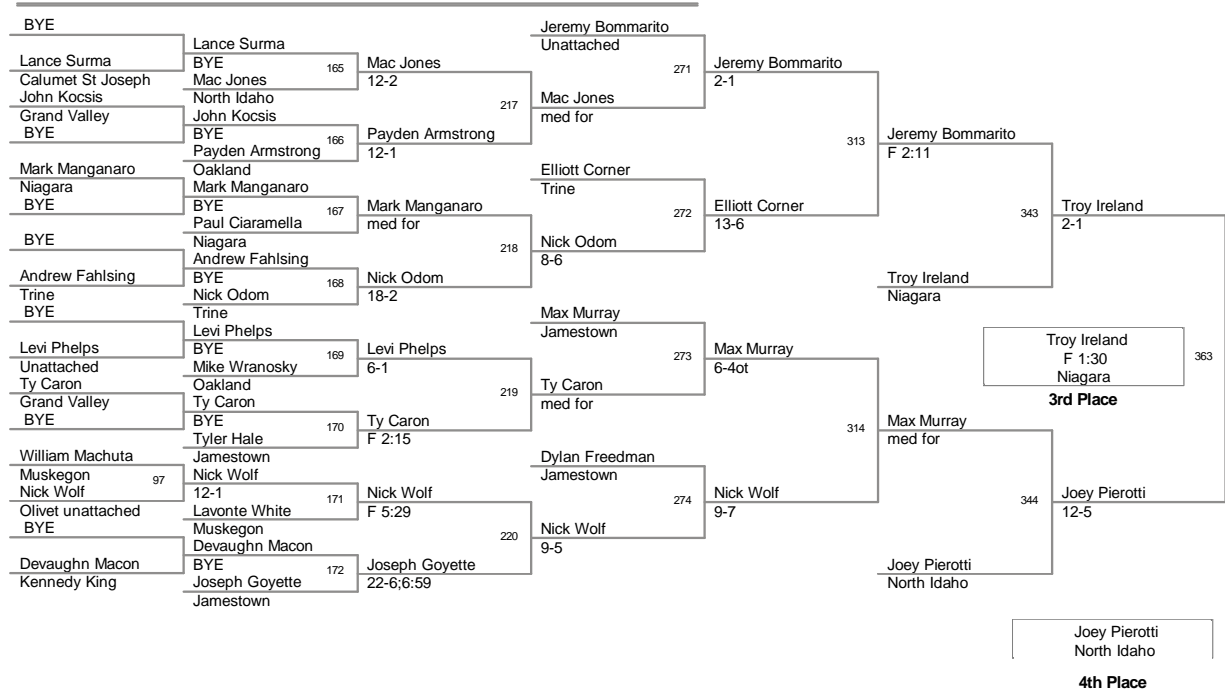 BYE
Lance Surma
Calumet St Joseph
John Kocsis
Grand Valley
BYE
Mark Manganaro
Niagara
BYE
BYE
Andrew Fahlsing
Trine
BYE
Levi Phelps
Unattached
Ty Caron
Grand Valley
BYE
William Machuta
Muskegon
97
Nick Wolf
Olivet unattached
BYE
Devaughn Macon
Kennedy King
Lance Surma
BYE
165
Mac Jones
North Idaho
John Kocsis
BYE
166
Payden Armstrong
Oakland
Mark Manganaro
BYE
167
Paul Ciaramella
Niagara
Andrew Fahlsing
BYE
168
Nick Odom
Trine
Levi Phelps
BYE
169
Mike Wranosky
Oakland
Ty Caron
BYE
170
Tyler Hale
Jamestown
Nick Wolf
12-1
171
Lavonte White
Muskegon
Devaughn Macon
BYE
172
Joseph Goyette
Jamestown
Mac Jones
12-2
217
Payden Armstrong
12-1
Mark Manganaro
med for
218
Nick Odom
18-2
Levi Phelps
6-1
219
Ty Caron
F 2:15
Nick Wolf
F 5:29
220
Joseph Goyette
22-6;6:59
Jeremy Bommarito
Unattached
271
Mac Jones
med for
Elliott Corner
Trine
272
Nick Odom
8-6
Max Murray
Jamestown
273
Ty Caron
med for
Dylan Freedman
Jamestown
274
Nick Wolf
9-5
Jeremy Bommarito
2-1
313
Elliott Corner
13-6
Max Murray
6-4ot
314
Nick Wolf
9-7
Jeremy Bommarito
F 2:11
343
Troy Ireland
Niagara
Max Murray
med for
344
Joey Pierotti
North Idaho
Troy Ireland
2-1
363
Joey Pierotti
12-5
Troy Ireland
F 1:30
Niagara
3rd Place
Joey Pierotti
North Idaho
4th Place